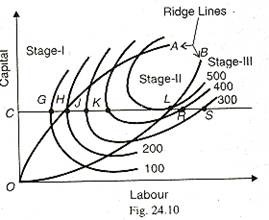 Ridge Lines
Stage-I
A
B
Stage-III
Stage-II
500
400
300
Capital
G
H
J
K
L
R
S
C
200
100
O
Labour
Fig. 24.10